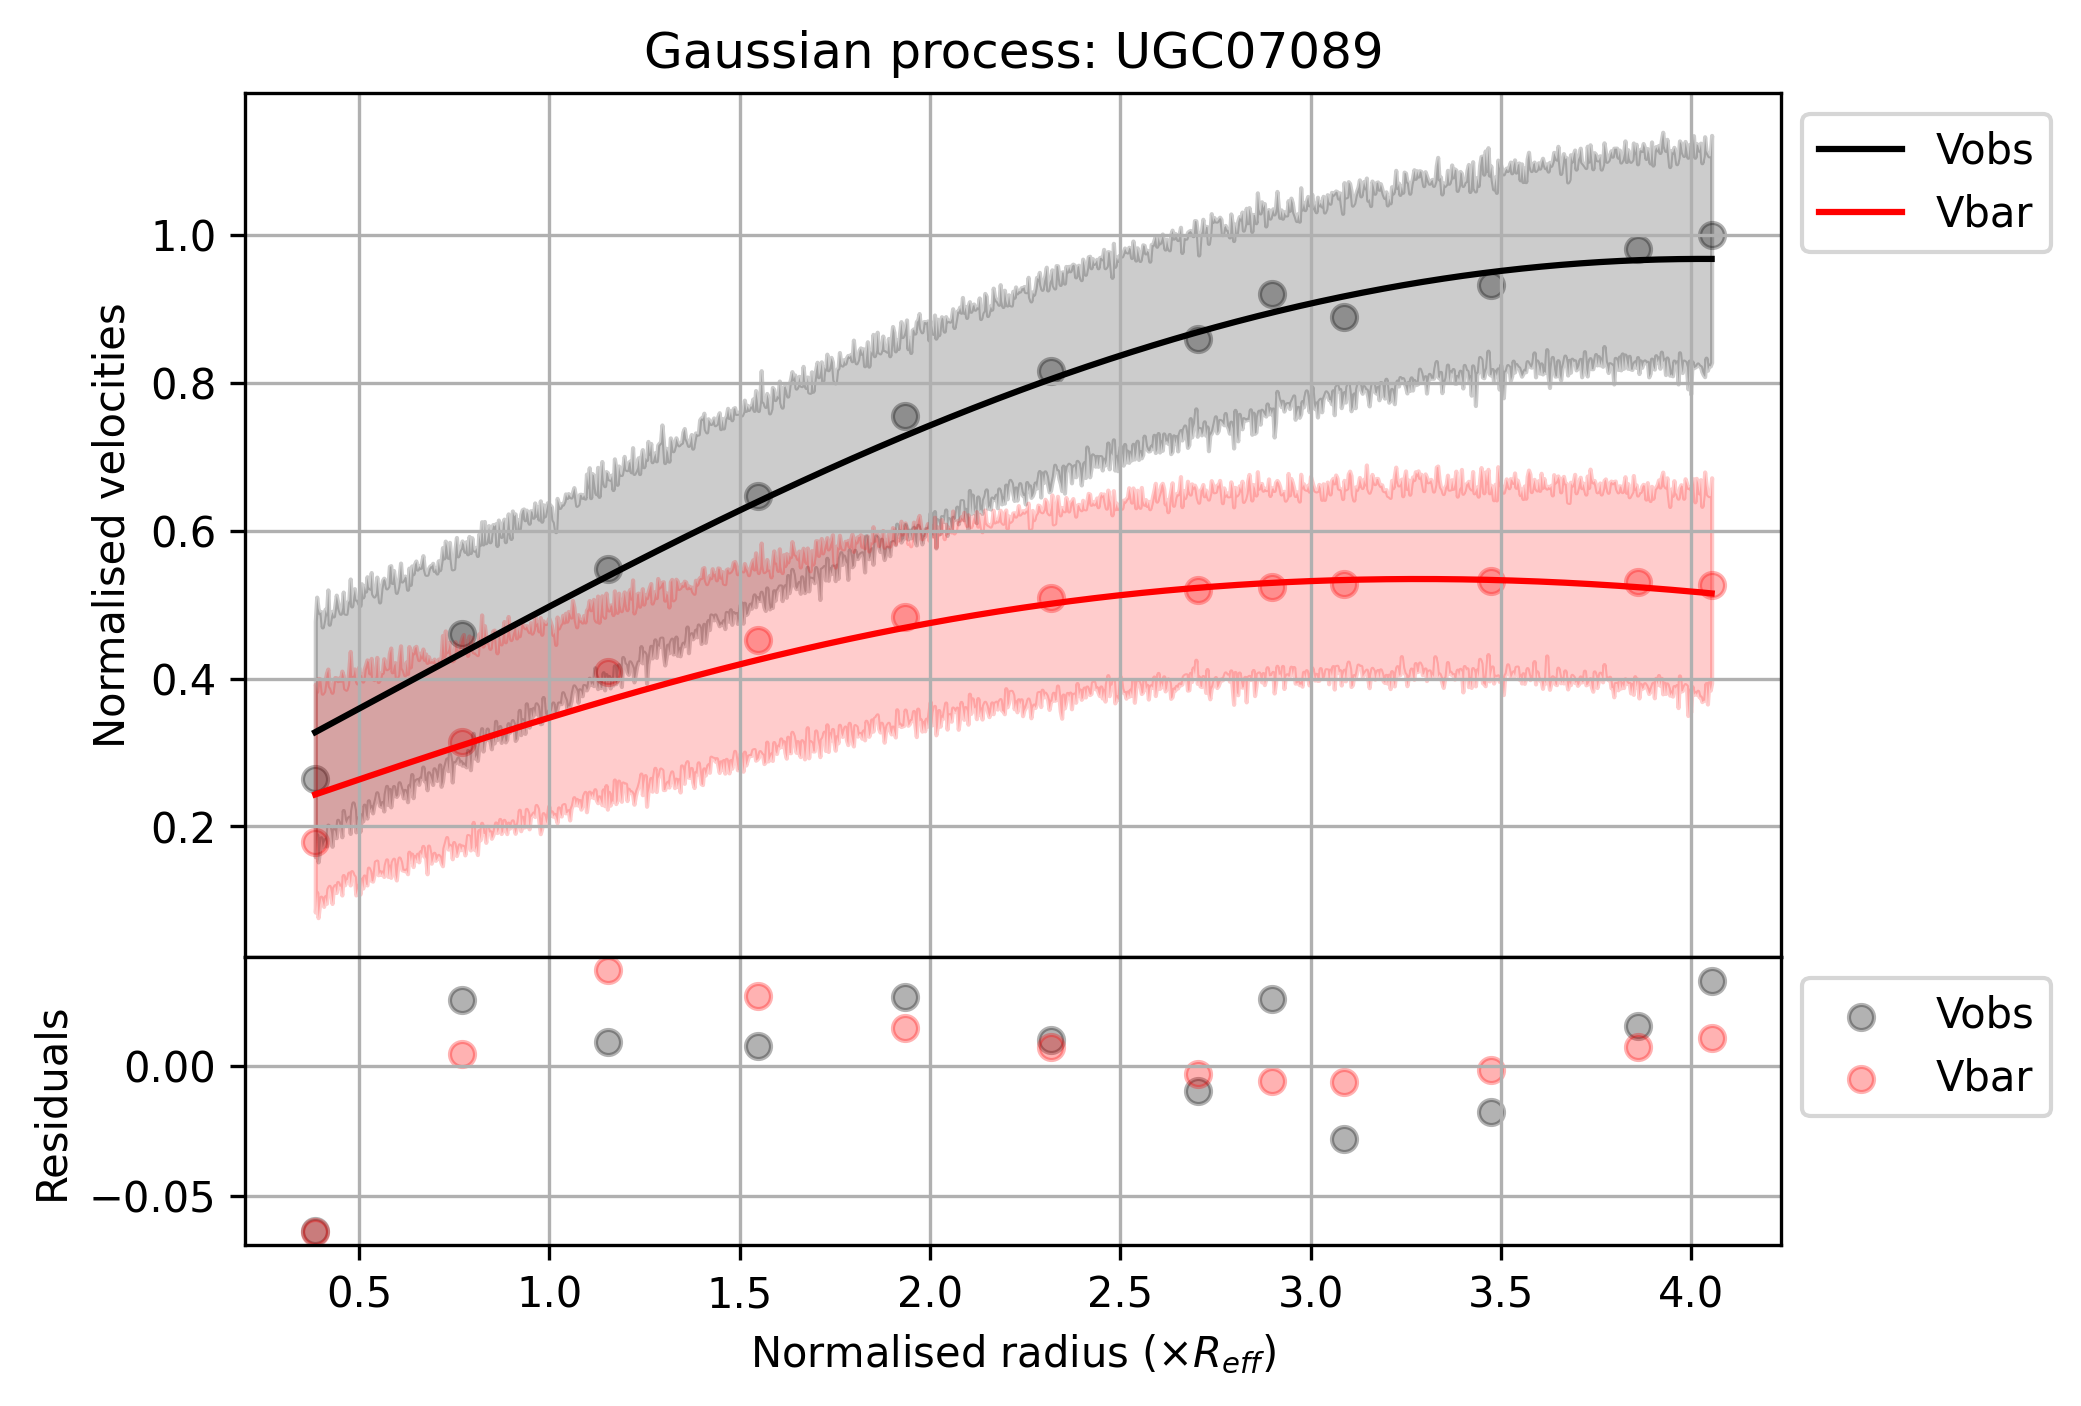 Gaussian process: UGC07089
Normalised velocities
1.0
0.8
0.6
0.4
0.2
Vobs
Vbar
Residuals
0.00
−0.05
Vobs
Vbar
0.5 1.0 1.5 2.0 2.5 3.0 3.5 4.0
Normalised radius (×R_eff)